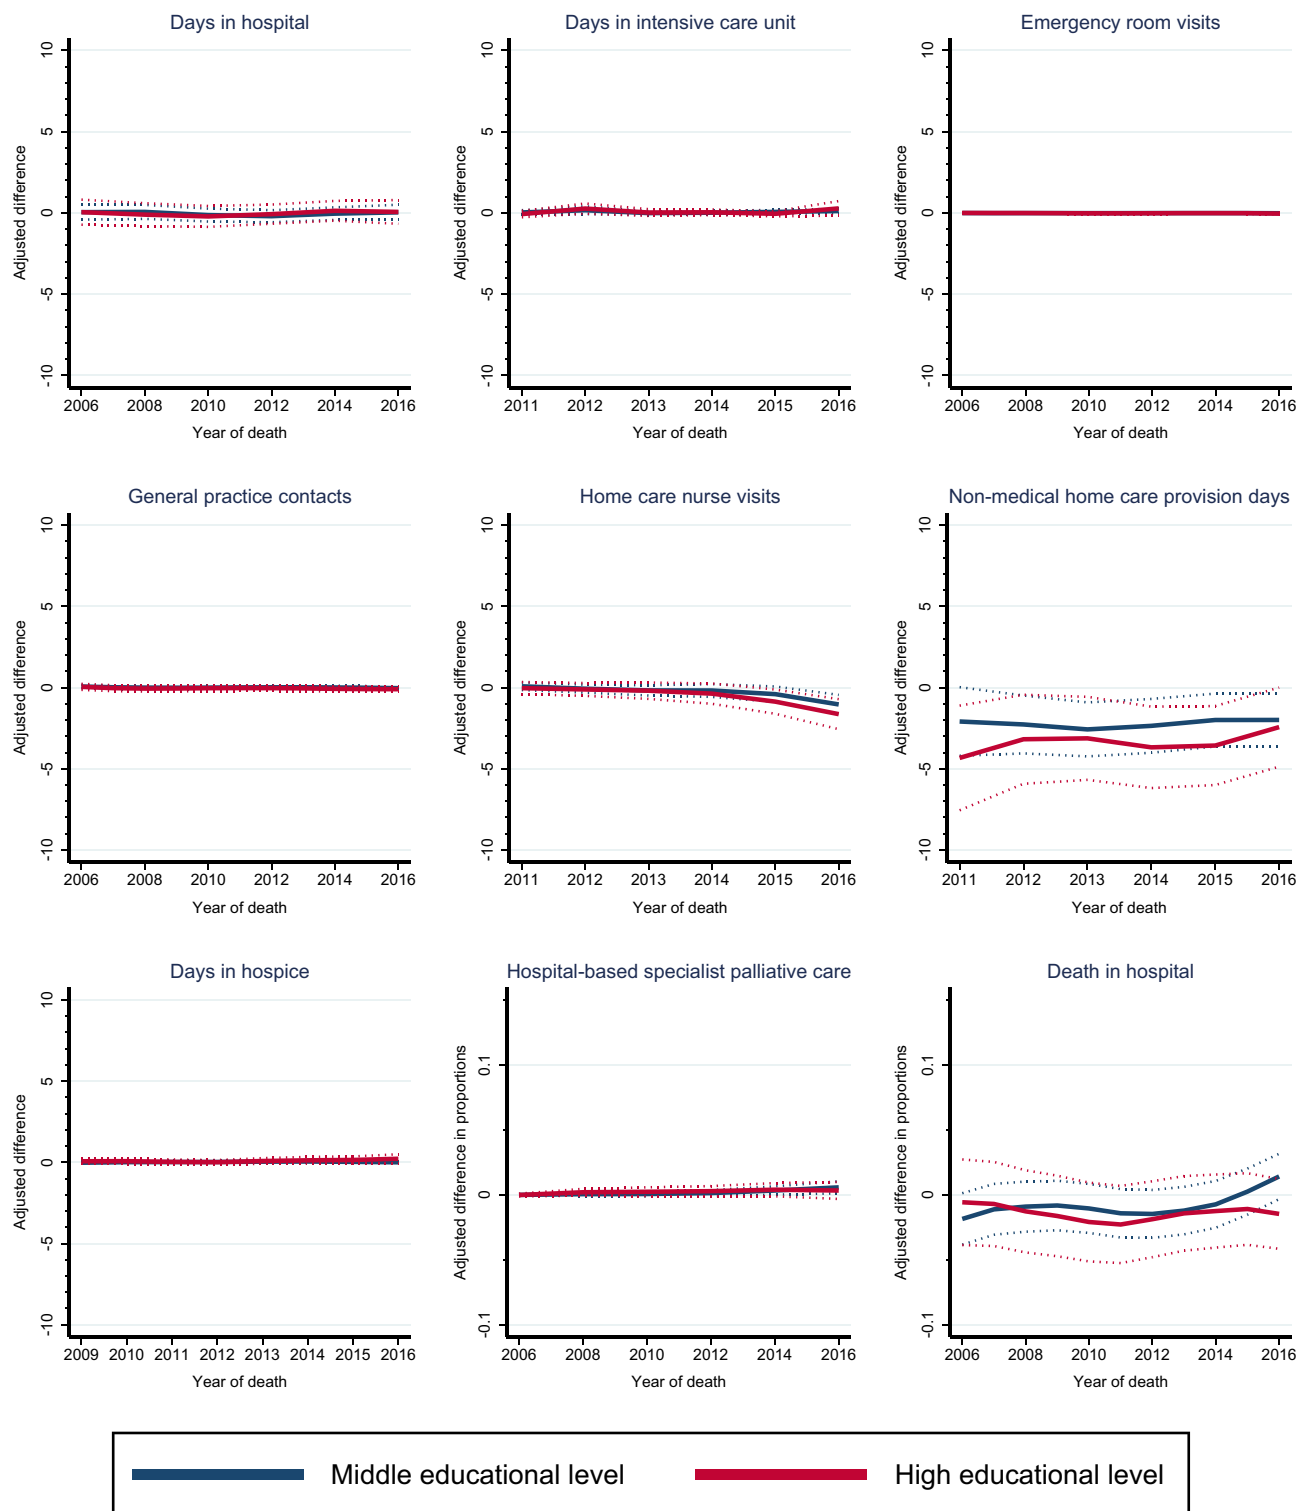 Days in hospital
Adjusted difference
10
5
0
-5
-10
2006 2008 2010 2012 2014 2016
Year of death
Days in intensive care unit
Adjusted difference
10
5
0
-5
-10
2011 2012 2013 2014 2015 2016
Year of death
Emergency room visits
Adjusted difference
10
5
0
-5
-10
2006 2008 2010 2012 2014 2016
Year of death
General practice contacts
Adjusted difference
10
5
0
-5
-10
2006 2008 2010 2012 2014 2016
Year of death
Home care nurse visits
Adjusted difference
10
5
0
-5
-10
2011 2012 2013 2014 2015 2016
Year of death
Non-medical home care provision days
Adjusted difference
10
5
0
-5
-10
2011 2012 2013 2014 2015 2016
Year of death
Days in hospice
Adjusted difference
10
5
0
-5
-10
2009 2010 2011 2012 2013 2014 2015 2016
Year of death
Hospital-based specialist palliative care
Adjusted difference in proportions
0.1
0
-0.1
2006 2008 2010 2012 2014 2016
Year of death
Death in hospital
Adjusted difference in proportions
0.1
0
-0.1
2006 2008 2010 2012 2014 2016
Year of death
Middle educational level
High educational level